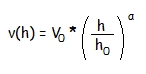 v(h) = V₀ * (h / h₀)^α